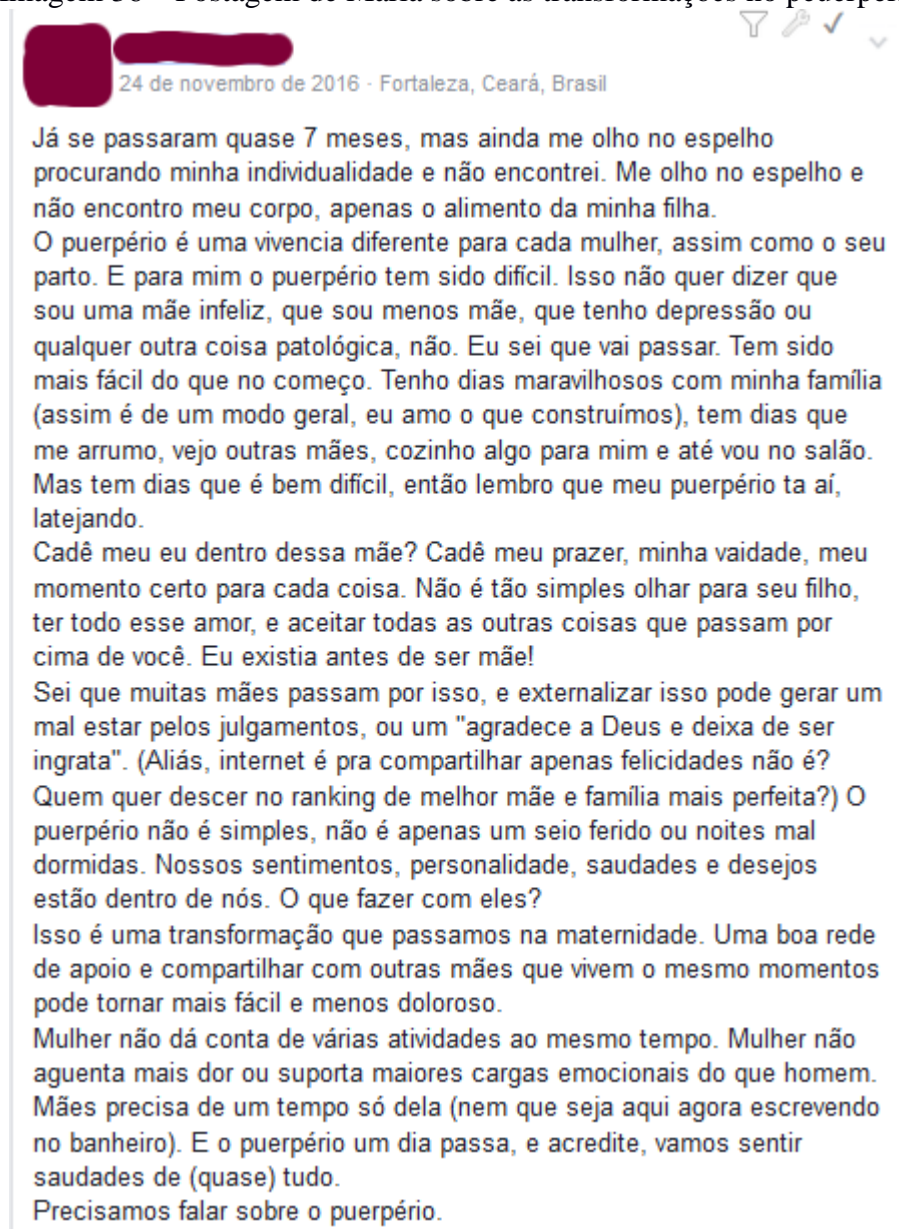 24 de novembro de 2016 · Fortaleza, Ceará, Brasil
Já se passaram quase 7 meses, mas ainda me olho no espelho
procurando minha individualidade e não encontrei. Me olho no espelho e
não encontro meu corpo, apenas o alimento da minha filha.
O puerpério é uma vivencia diferente para cada mulher, assim como o seu
parto. E para mim o puerpério tem sido difícil. Isso não quer dizer que
sou uma mãe infeliz, que sou menos mãe, que tenho depressão ou
qualquer outra coisa patológica, não. Eu sei que vai passar. Tem sido
mais fácil do que no começo. Tenho dias maravilhosos com minha família
(assim é de um modo geral, eu amo o que construímos), tem dias que
me arrumo, vejo outras mães, cozinho algo para mim e até vou no salão.
Mas tem dias que é bem difícil, então lembro que meu puerpério ta aí,
latejando.
Cadê meu eu dentro dessa mãe? Cadê meu prazer, minha vaidade, meu
momento certo para cada coisa. Não é tão simples olhar para seu filho,
ter todo esse amor, e aceitar todas as outras coisas que passam por
cima de você. Eu existia antes de ser mãe!
Sei que muitas mães passam por isso, e externalizar isso pode gerar um
mal estar pelos julgamentos, ou um "agradece a Deus e deixa de ser
ingrata". (Aliás, internet é pra compartilhar apenas felicidades não é?
Quem quer descer no ranking de melhor mãe e família mais perfeita?) O
puerpério não é simples, não é apenas um seio ferido ou noites mal
dormidas. Nossos sentimentos, personalidade, saudades e desejos
estão dentro de nós. O que fazer com eles?
Isso é uma transformação que passamos na maternidade. Uma boa rede
de apoio e compartilhar com outras mães que vivem o mesmo momentos
pode tornar mais fácil e menos doloroso.
Mulher não dá conta de várias atividades ao mesmo tempo. Mulher não
aguenta mais dor ou suporta maiores cargas emocionais do que homem.
Mães precisa de um tempo só dela (nem que seja aqui agora escrevendo
no banheiro). E o puerpério um dia passa, e acredite, vamos sentir
saudades de (quase) tudo.
Precisamos falar sobre o puerpério.